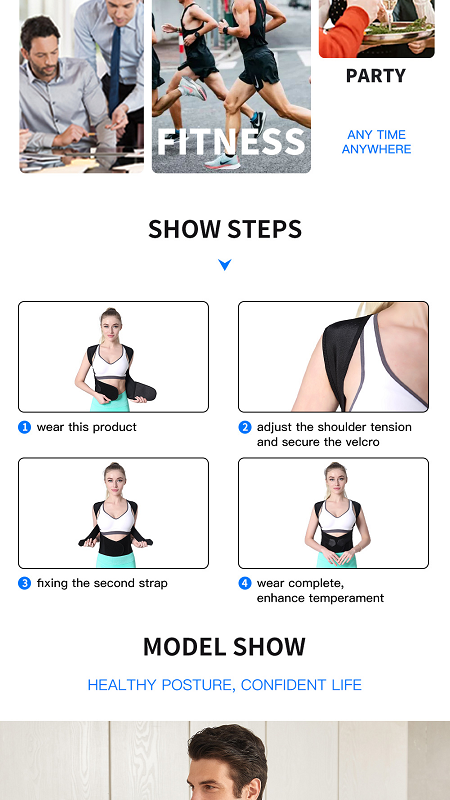 FITNESS
PARTY
ANY TIME
ANYWHERE
SHOW STEPS
1 wear this product
2 adjust the shoulder tension
and secure the velcro
3 fixing the second strap
4 wear complete,
enhance temperament
MODEL SHOW
HEALTHY POSTURE, CONFIDENT LIFE